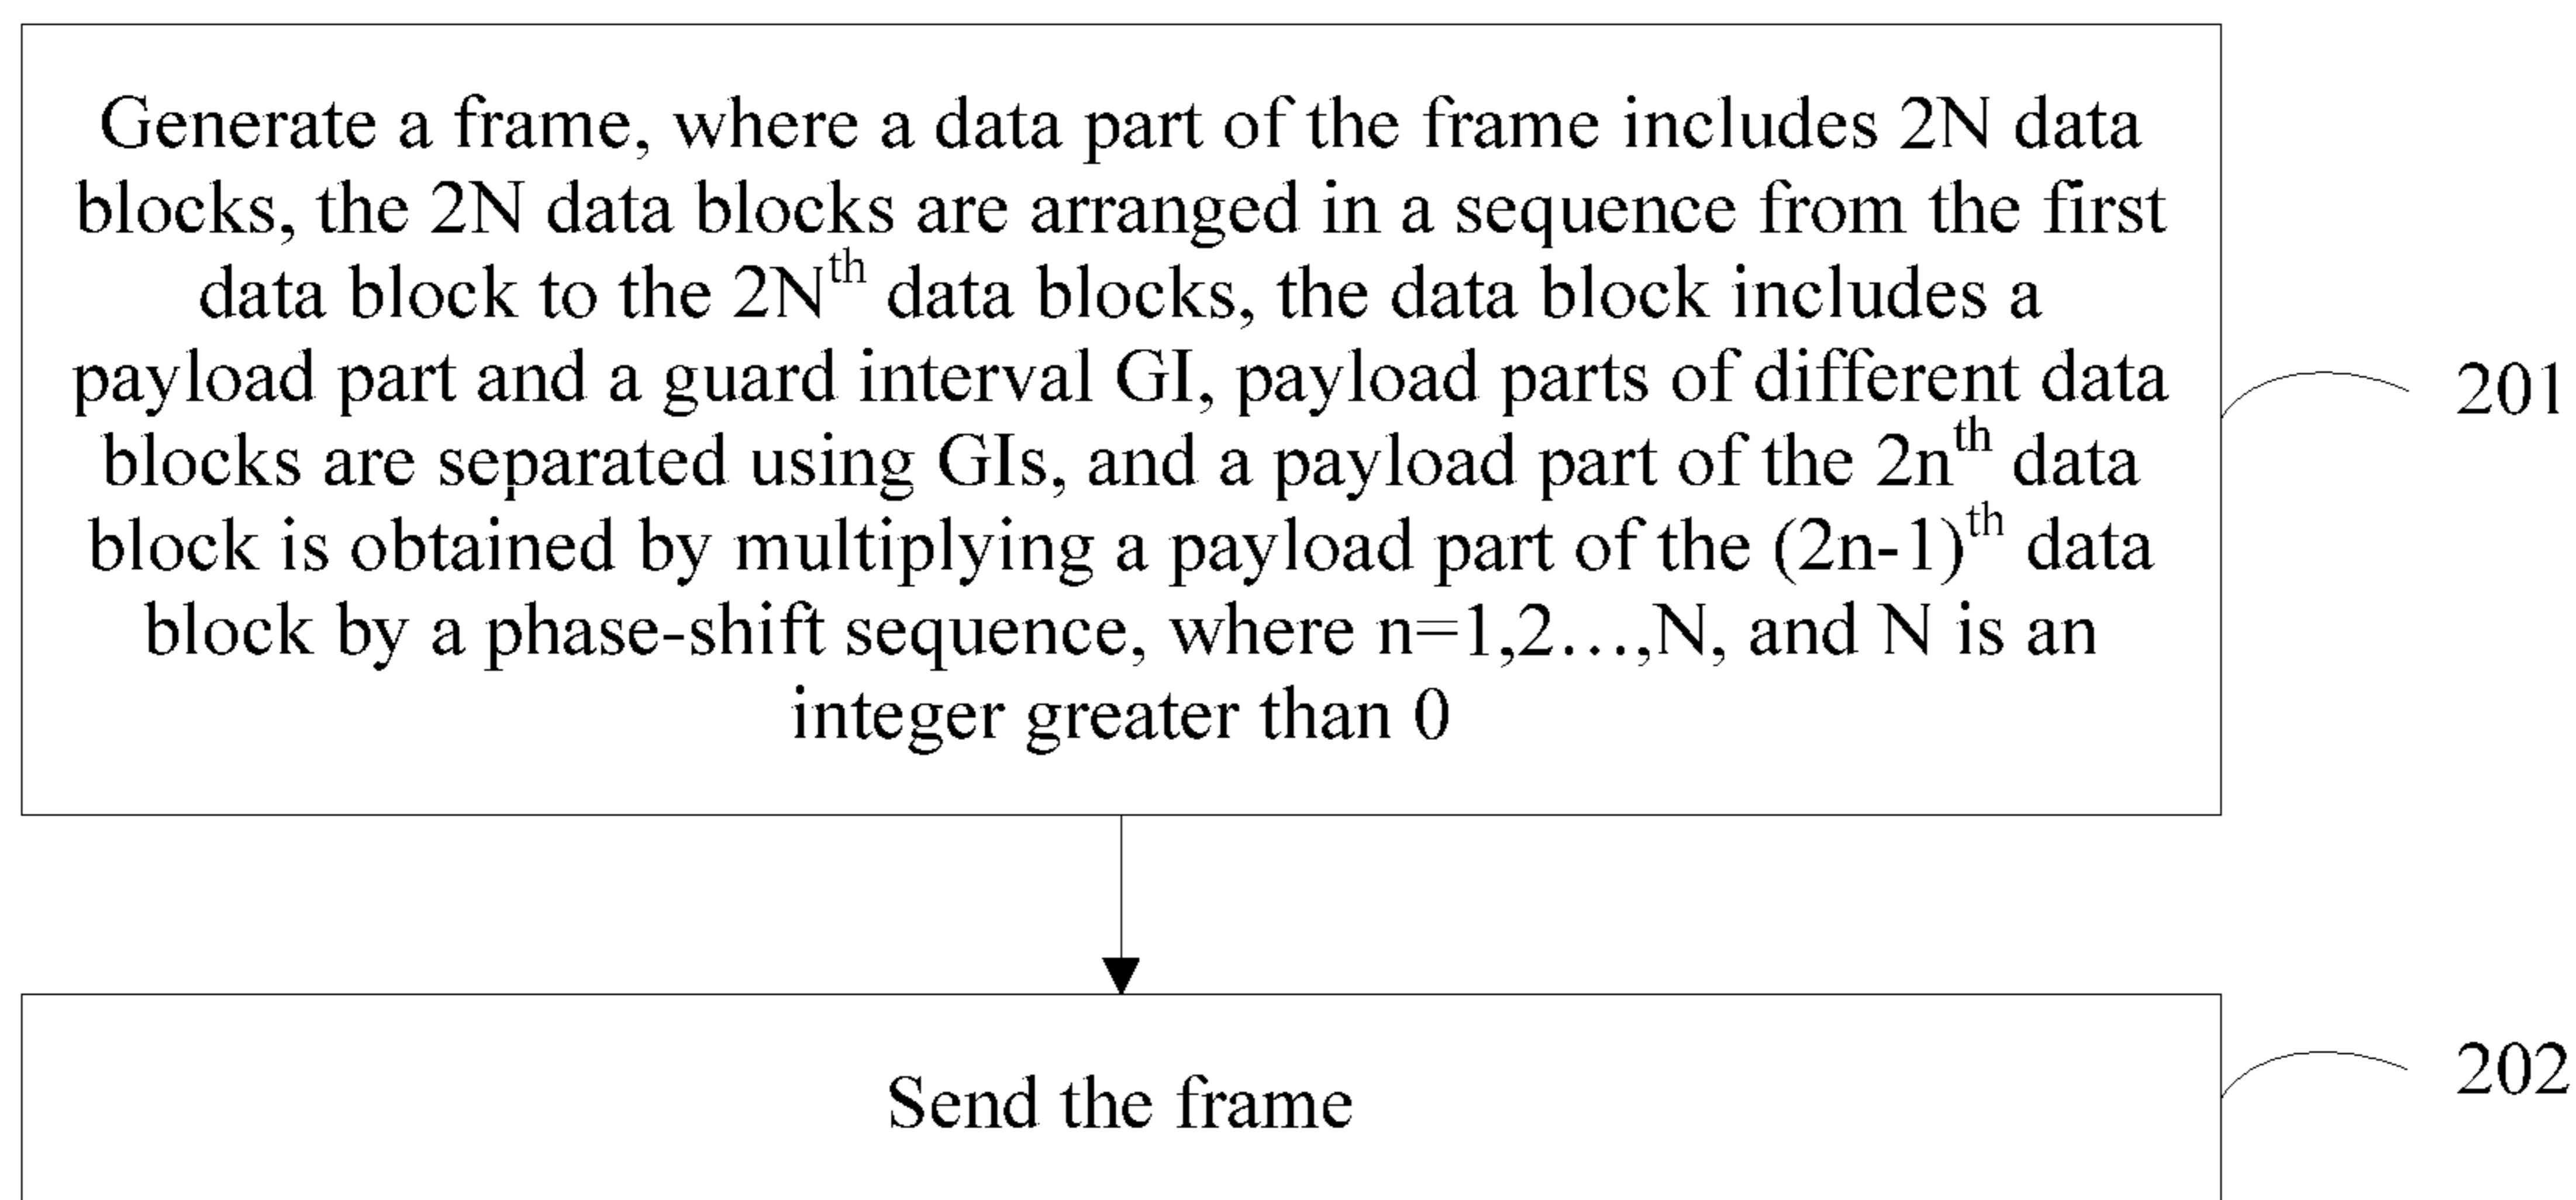 Generate a frame, where a data part of the frame includes 2N data
blocks, the 2N data blocks are arranged in a sequence from the first
data block to the 2Nth data blocks, the data block includes a
payload part and a guard interval GI, payload parts of different data
blocks are separated using GIs, and a payload part of the 2nth data
block is obtained by multiplying a payload part of the (2n-1)th data
block by a phase-shift sequence, where n=1,2…,N, and N is an
integer greater than 0
201
Send the frame
202